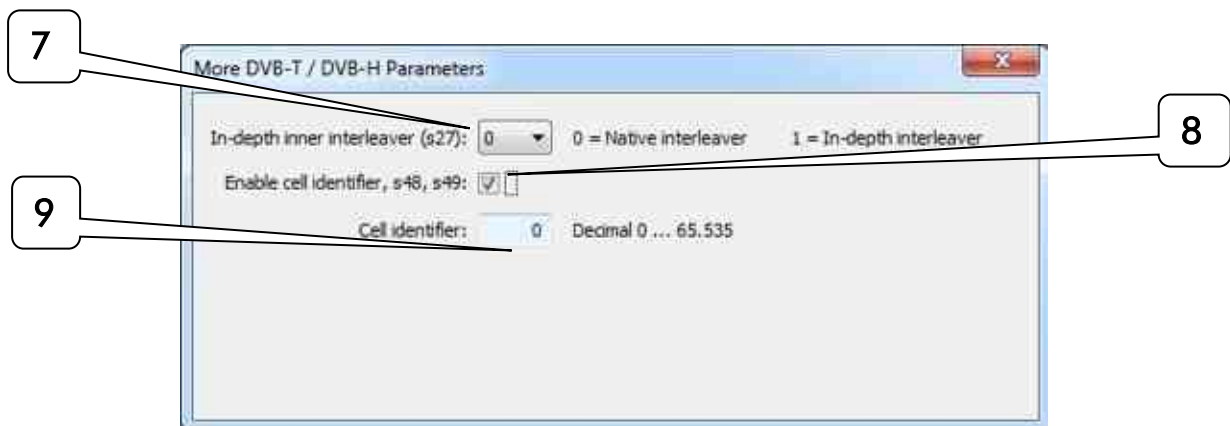 7
More DVB-T / DVB-H Parameters
In-depth inner interleaver (s27): 0 0 = Native interleaver 1 = In-depth interleaver
8
Enable cell identifier, s48, s49:
9
Cell identifier: 0 Decimal 0 ... 65.535